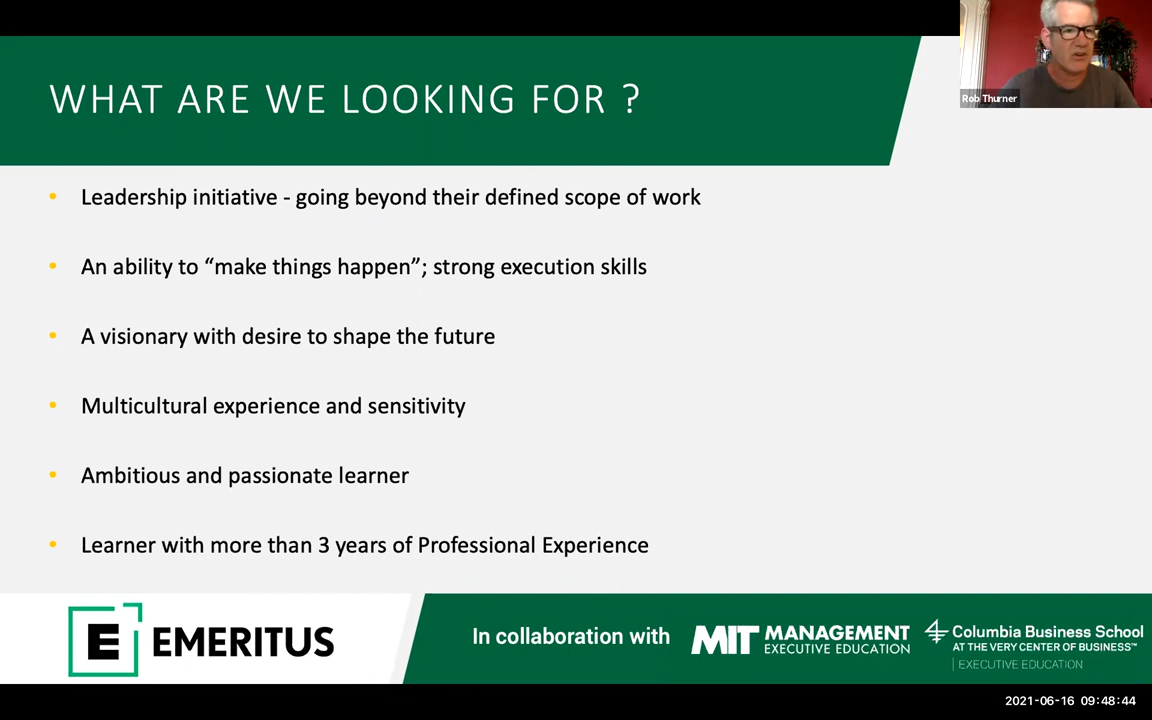 WHAT ARE WE LOOKING FOR ?
Rob Thurner
• Leadership initiative - going beyond their defined scope of work
• An ability to “make things happen”; strong execution skills
• A visionary with desire to shape the future
• Multicultural experience and sensitivity
• Ambitious and passionate learner
• Learner with more than 3 years of Professional Experience
E EMERITUS
In collaboration with
MIT MANAGEMENT
EXECUTIVE EDUCATION
Columbia Business School
AT THE VERY CENTER OF BUSINESS™
EXECUTIVE EDUCATION
2021-06-16 09:48:44